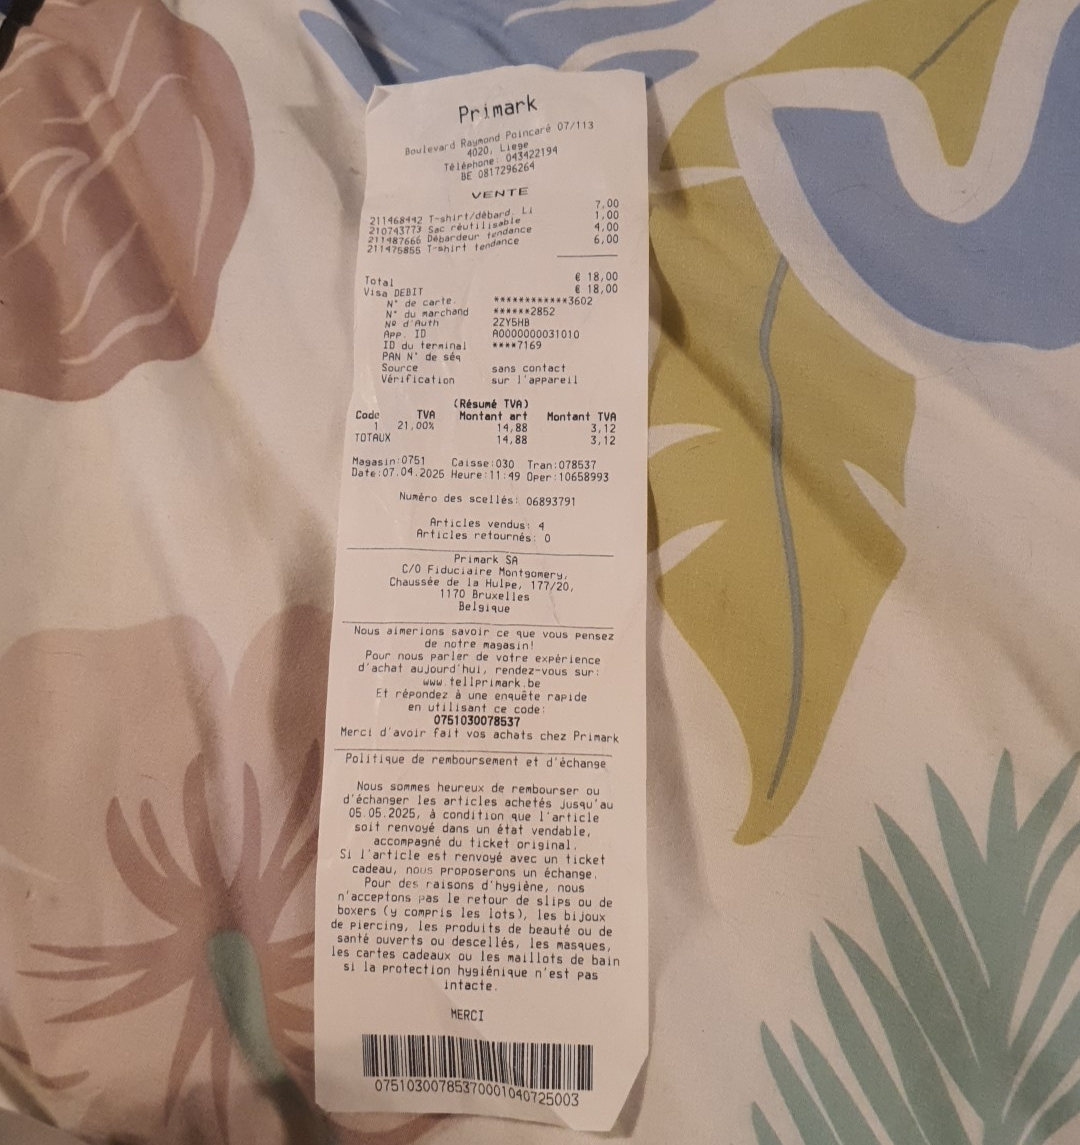 Primark
Boulevard Raymond Poincaré 07/113
4020, Liege
Téléphone: 043422194
BE 0817296264
VENTE
211468442 T-shirt/débard. Li 7,00
210743773 Sac réutilisable 1,00
211487666 Débardeur tendance 4,00
211475855 T-shirt tendance 6,00
Total € 18,00
Visa DEBIT € 18,00
N° de carte. ************3602
N° du marchand ******2852
Nº d'Auth 2ZY5HB
App. ID A0000000031010
ID du terminal ****7169
PAN N° de séq
Source sans contact
Vérification sur l'appareil
(Résumé TVA)
Code TVA Montant art Montant TVA
1 21,00% 14,88 3,12
TOTAUX 14,88 3,12
Magasin:0751 Caisse:030 Tran:078537
Date:07.04.2025 Heure:11:49 Oper:10658993
Numéro des scellés: 06893791
Articles vendus: 4
Articles retournés: 0
Primark SA
C/O Fiduciaire Montgomery,
Chaussée de la Hulpe, 177/20,
1170 Bruxelles
Belgique
Nous aimerions savoir ce que vous pensez
de notre magasin!
Pour nous parler de votre expérience
d'achat aujourd'hui, rendez-vous sur:
www.tellprimark.be
Et répondez à une enquête rapide
en utilisant ce code:
0751030078537
Merci d'avoir fait vos achats chez Primark
Politique de remboursement et d'échange
Nous sommes heureux de rembourser ou
d'échanger les articles achetés jusqu'au
05.05.2025, à condition que l'article
soit renvoyé dans un état vendable,
accompagné du ticket original.
Si l'article est renvoyé avec un ticket
cadeau, nous proposerons un échange.
Pour des raisons d'hygiène, nous
n'acceptons pas le retour de slips ou de
boxers (y compris les lots), les bijoux
de piercing, les produits de beauté ou de
santé ouverts ou descellés, les masques,
les cartes cadeaux ou les maillots de bain
si la protection hygiénique n'est pas
intacte.
MERCI
07510300785370001040725003